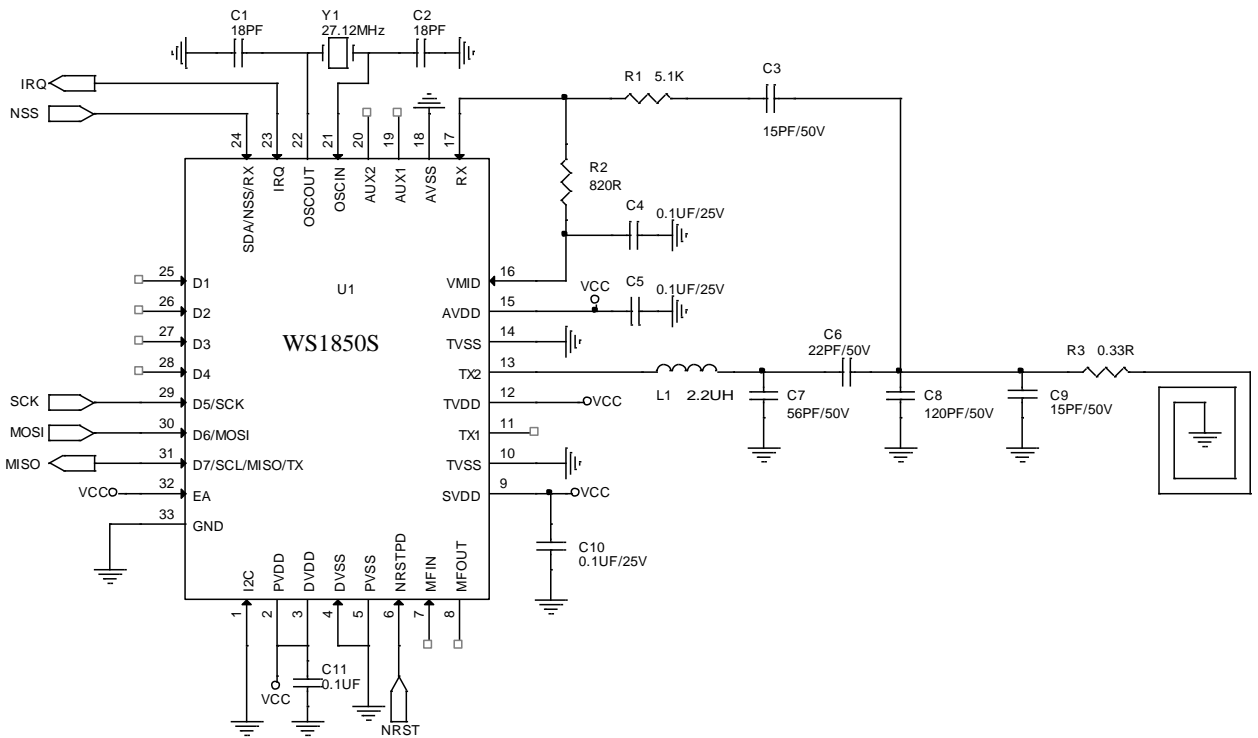 C1
18PF
Y1
27.12MHz
C2
18PF
IRQ
NSS
R1 5.1K
C3
15PF/50V
24
23
22
21
20
19
18
17
SDA/NSS/RX
IRQ
OSCOUT
OSCIN
AUX2
AUX1
AVSS
RX
R2
820R
C4
0.1UF/25V
25 D1
26 D2
27 D3
28 D4
SCK 29 D5/SCK
MOSI 30 D6/MOSI
MISO 31 D7/SCL/MISO/TX
VCC 32 EA
33 GND
U1
WS1850S
VMID 16
AVDD 15
VCC
C5
0.1UF/25V
TVSS 14
TX2 13
TVDD 12 VCC
TX1 11
TVSS 10
SVDD 9 VCC
L1 2.2UH
C6
22PF/50V
C7
56PF/50V
C8
120PF/50V
C9
15PF/50V
R3 0.33R
C10
0.1UF/25V
I2C
PVDD
DVDD
DVSS
PVSS
NRSTPD
MFIN
MFOUT
1
2
3
4
5
6
7
8
VCC
C11
0.1UF
NRST